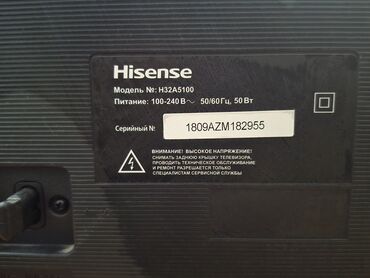 Hisense
Модель №: H32A5100
Питание: 100-240 В ~ 50/60 Гц, 50 Вт
Серийный № 1809AZM182955
ВНИМАНИЕ! ВЫСОКОЕ НАПРЯЖЕНИЕ!
СНИМАТЬ ЗАДНЮЮ КРЫШКУ ТЕЛЕВИЗОРА,
ПРОВОДИТЬ ТЕХНИЧЕСКОЕ ОБСЛУЖИВАНИЕ
И РЕМОНТ РАЗРЕШАЕТСЯ ТОЛЬКО
СПЕЦИАЛИСТАМ СЕРВИСНОЙ СЛУЖБЫ